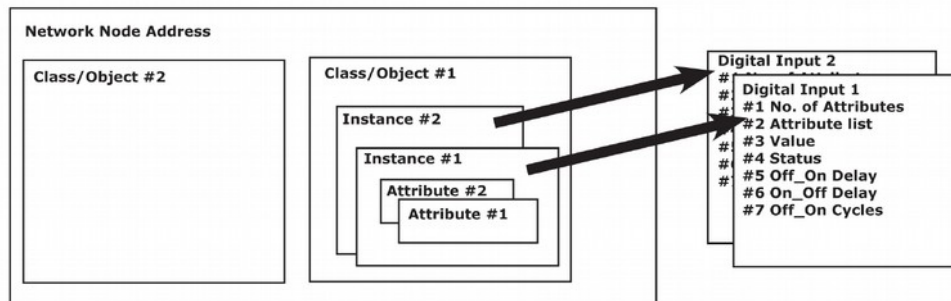 Network Node Address
Class/Object #2
Class/Object #1
Instance #2
Instance #1
Attribute #2
Attribute #1
Digital Input 2
Digital Input 1
#1 No. of Attributes
#2 Attribute list
#3 Value
#4 Status
#5 Off_On Delay
#6 On_Off Delay
#7 Off_On Cycles